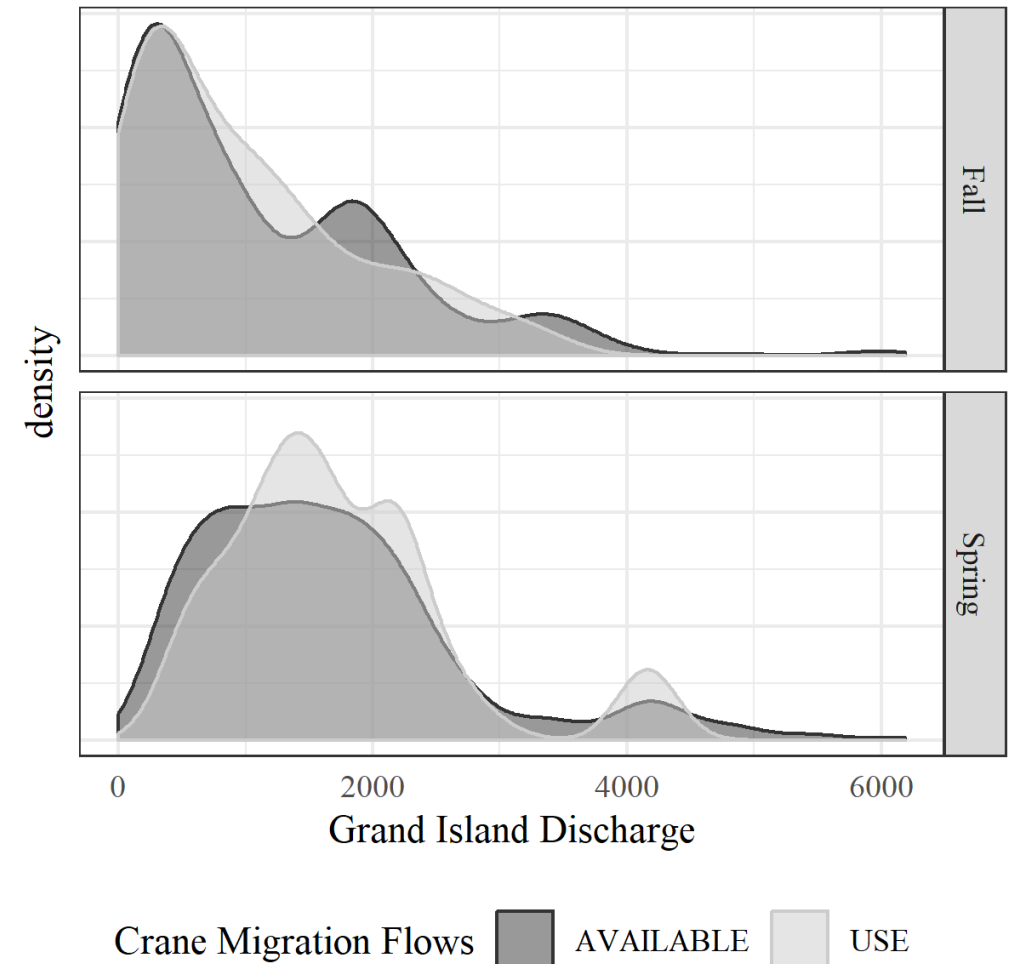 Fall
density
Spring
0 2000 4000 6000
Grand Island Discharge
Crane Migration Flows AVAILABLE USE